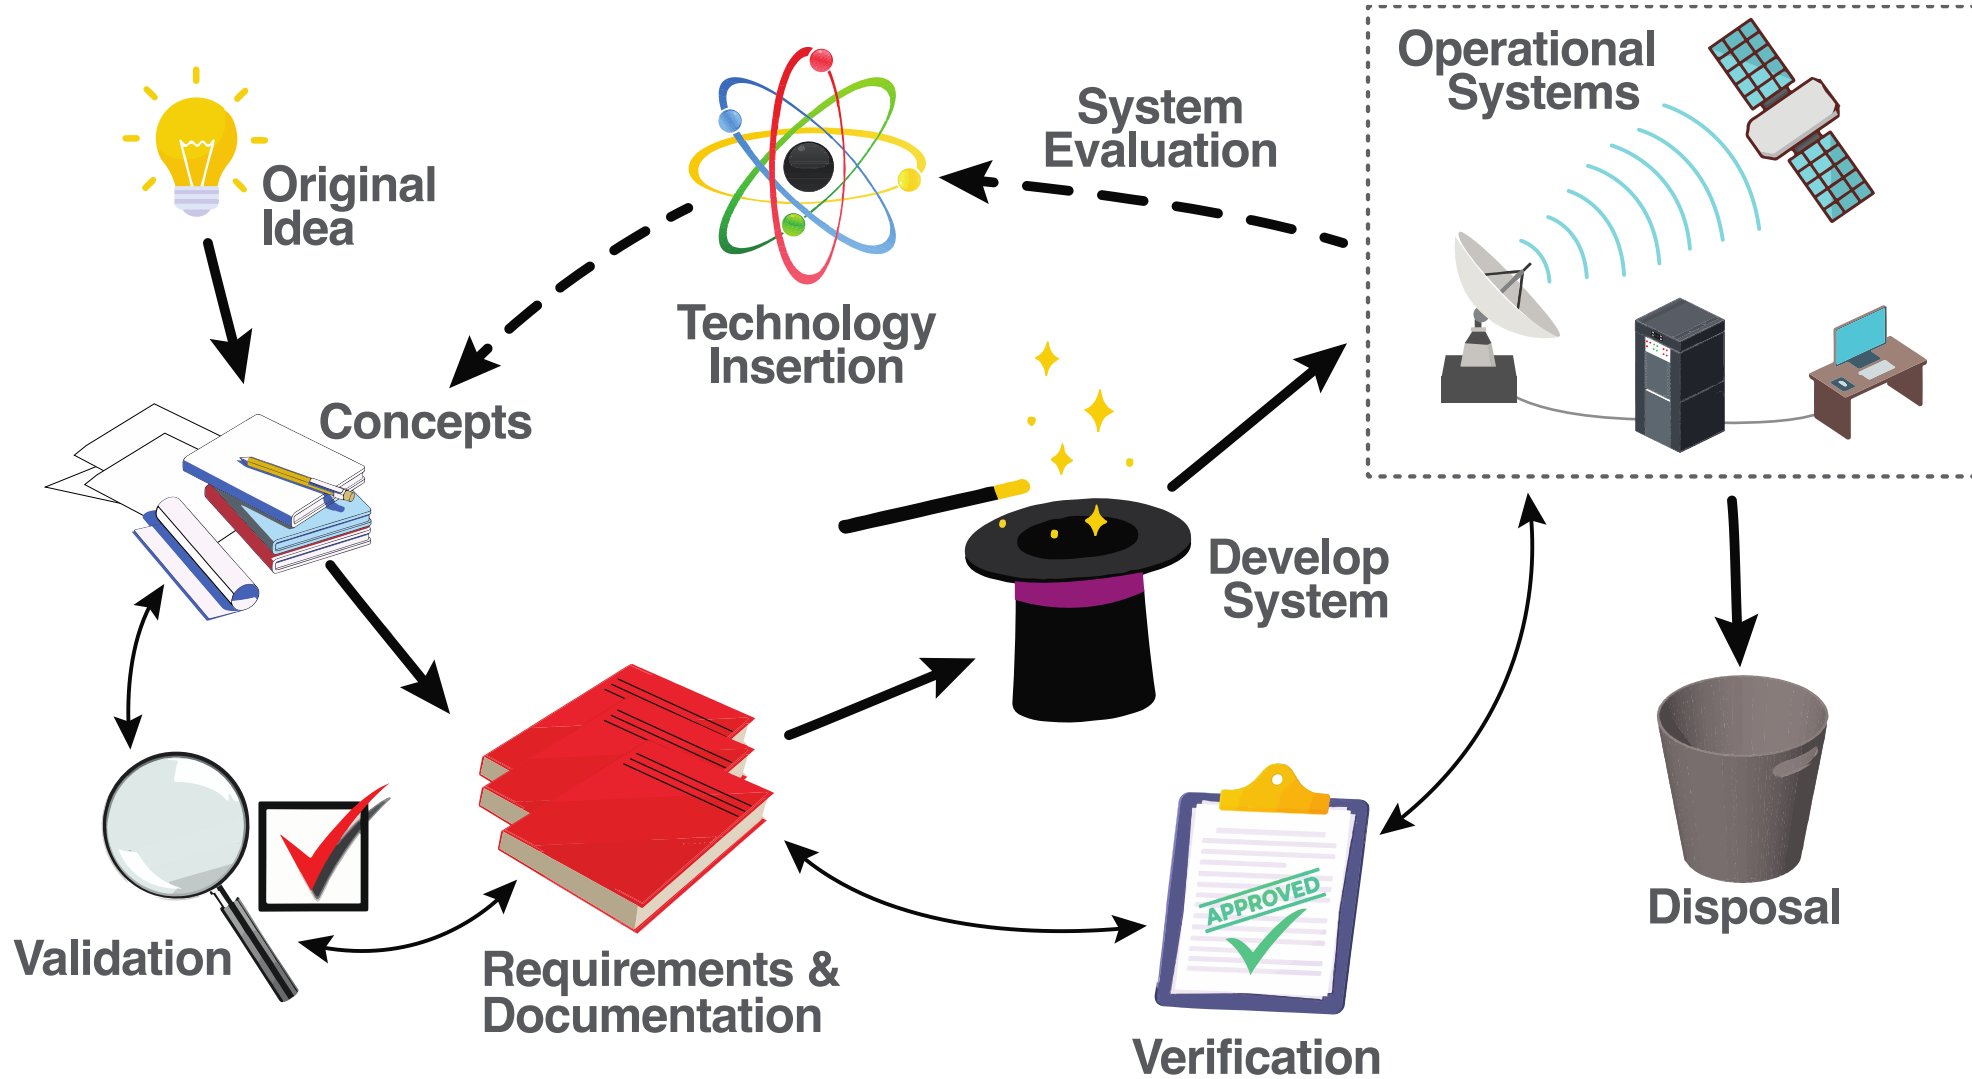 Original
Idea
Technology
Insertion
System
Evaluation
Operational
Systems
Concepts
Develop
System
Validation
Requirements &
Documentation
APPROVED
Verification
Disposal